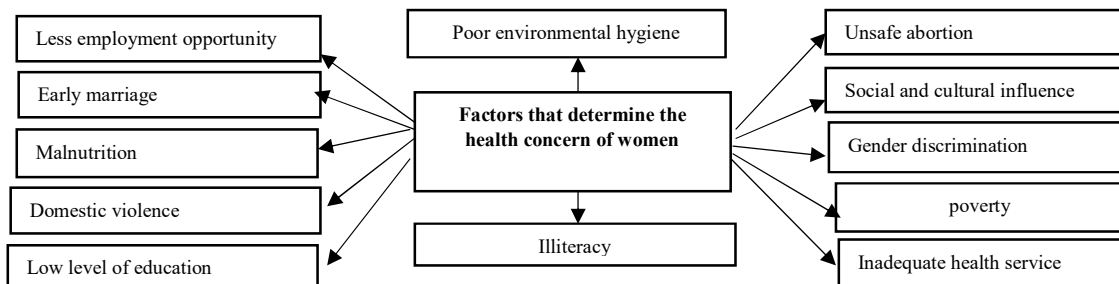 Less employment opportunity
Early marriage
Malnutrition
Domestic violence
Low level of education
Poor environmental hygiene
Factors that determine the
health concern of women
Illiteracy
Unsafe abortion
Social and cultural influence
Gender discrimination
poverty
Inadequate health service